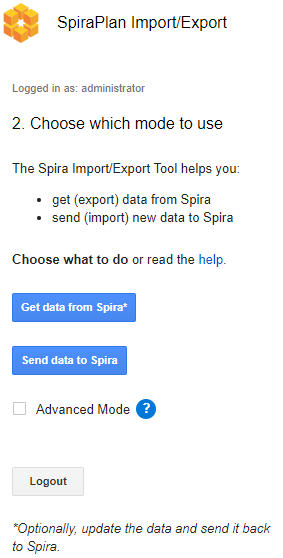 SpiraPlan Import/Export
Logged in as: administrator
2. Choose which mode to use
The Spira Import/Export Tool helps you:
• get (export) data from Spira
• send (import) new data to Spira
Choose what to do or read the help.
Get data from Spira*
Send data to Spira
Advanced Mode ?
Logout
*Optionally, update the data and send it back
to Spira.